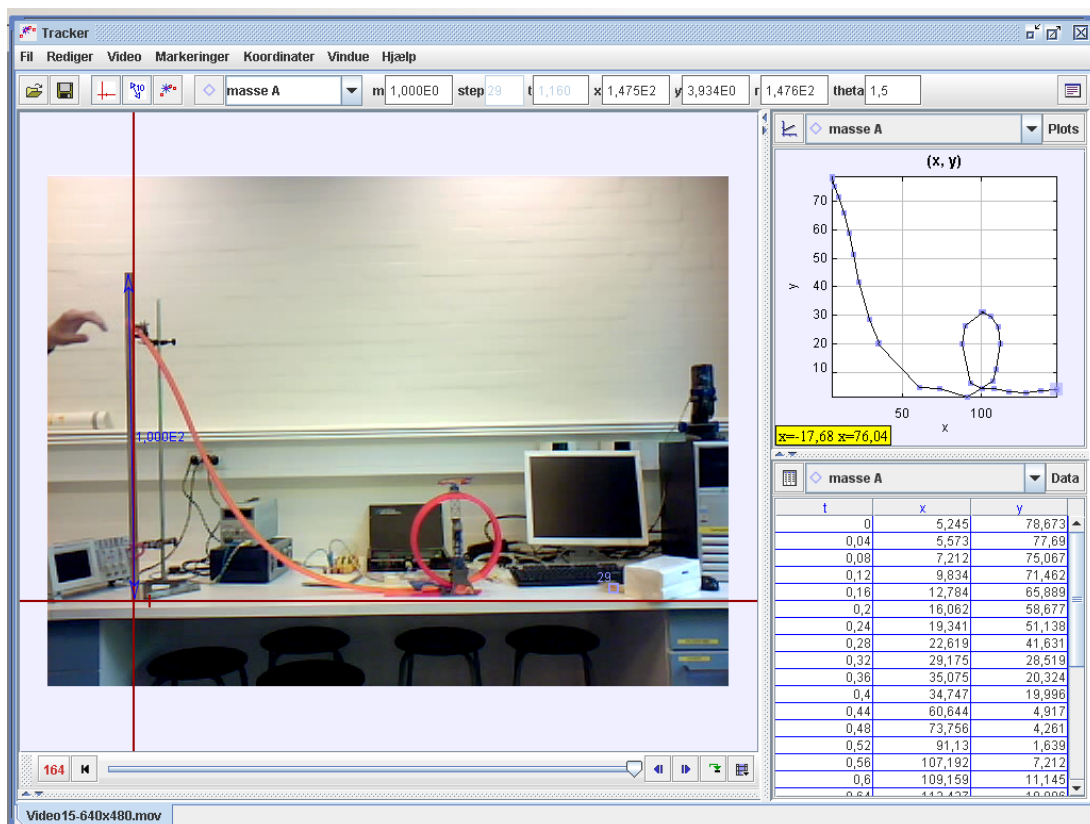 Tracker
Fil Rediger Video Markeringer Koordinater Vindue Hjælp
masse A m 1,000E0 step 29 t 1,160 x 1,475E2 y 3,934E0 r 1,476E2 theta 1,5
masse A Plots
(x, y)
70
60
50
40
30
20
10
y
50 100
x
x=-17,68 x=76,04
1,000E2
29
masse A Data
t x y
0 5,245 78,673
0,04 5,573 77,69
0,08 7,212 75,067
0,12 9,834 71,462
0,16 12,784 65,889
0,2 16,062 58,677
0,24 19,341 51,138
0,28 22,619 41,631
0,32 29,175 28,519
0,36 35,075 20,324
0,4 34,747 19,996
0,44 60,644 4,917
0,48 73,756 4,261
0,52 91,13 1,639
0,56 107,192 7,212
0,6 109,159 11,145
164
Video15-640x480.mov